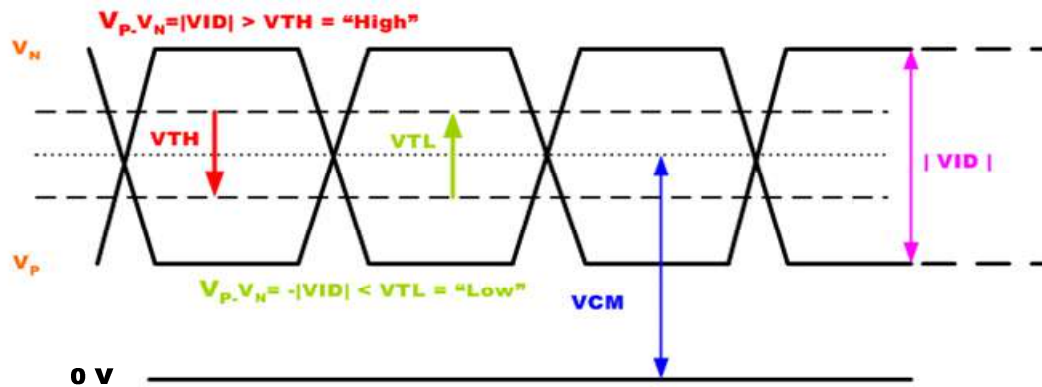 VP-VN=|VID| > VTH = “High”
VN
VTH
VTL
| VID |
VP
VP-VN= -|VID| < VTL = “Low”
VCM
0 V